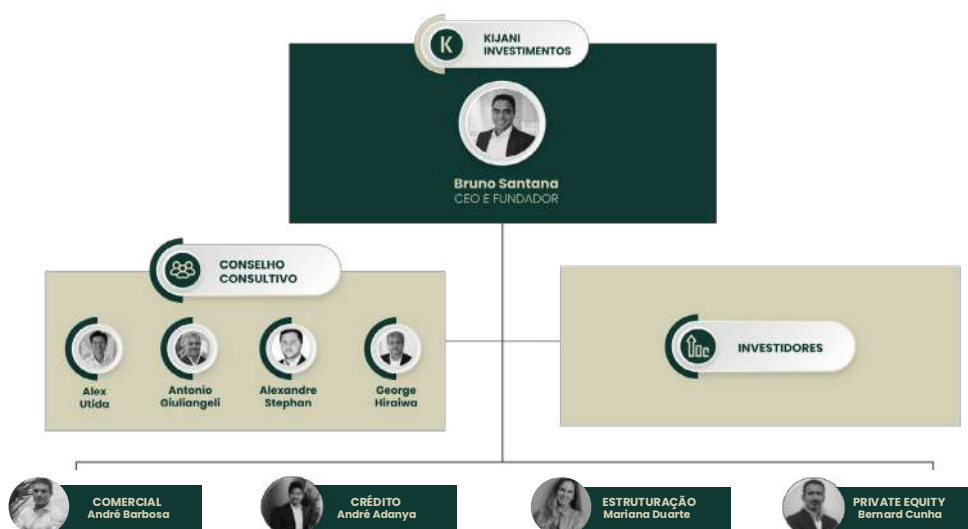 K
KIJANI
INVESTIMENTOS
Bruno Santana
CEO E FUNDADOR
CONSELHO
CONSULTIVO
Alex
Utida
Antonio
Giuliangeli
Alexandre
Stephan
George
Hiraiwa
INVESTIDORES
COMERCIAL
André Barbosa
CRÉDITO
André Adanya
ESTRUTURAÇÃO
Mariana Duarte
PRIVATE EQUITY
Bernard Cunha